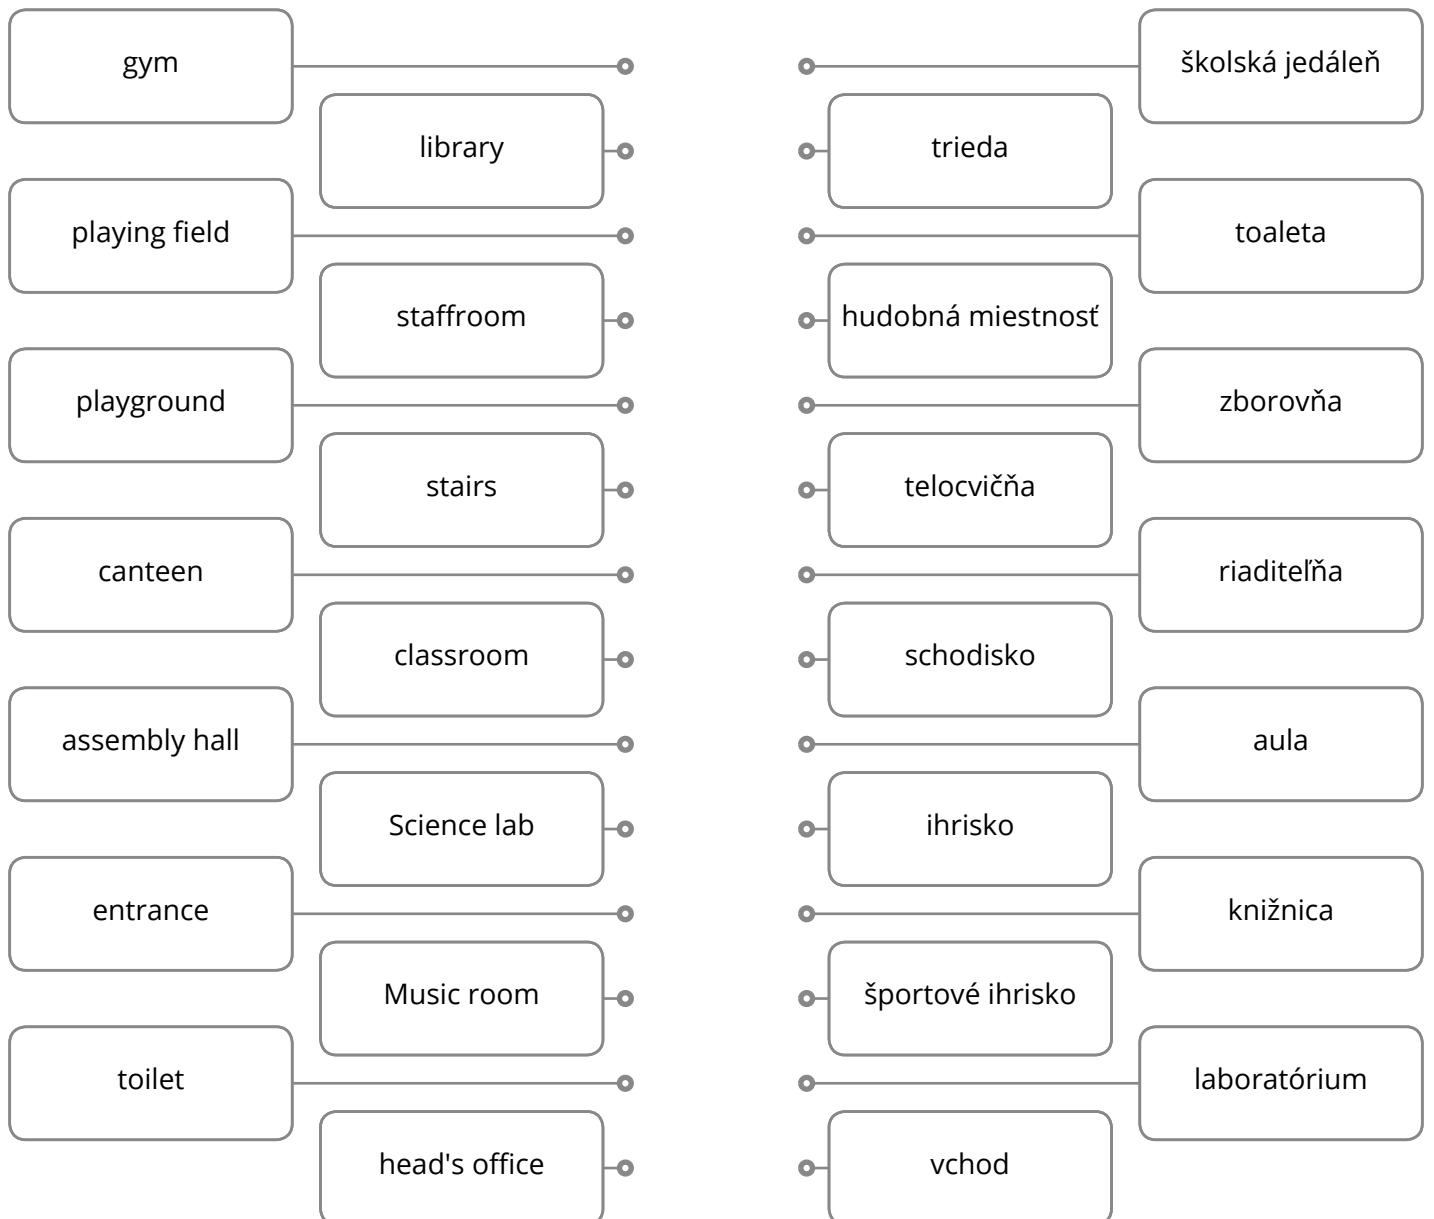 gym
školská jedáleň
library
trieda
playing field
toaleta
staffroom
hudobná miestnosť
playground
zborovňa
stairs
telocvičňa
canteen
riaditeľňa
classroom
schodisko
assembly hall
aula
Science lab
ihrisko
entrance
knižnica
Music room
športové ihrisko
toilet
laboratórium
head's office
vchod